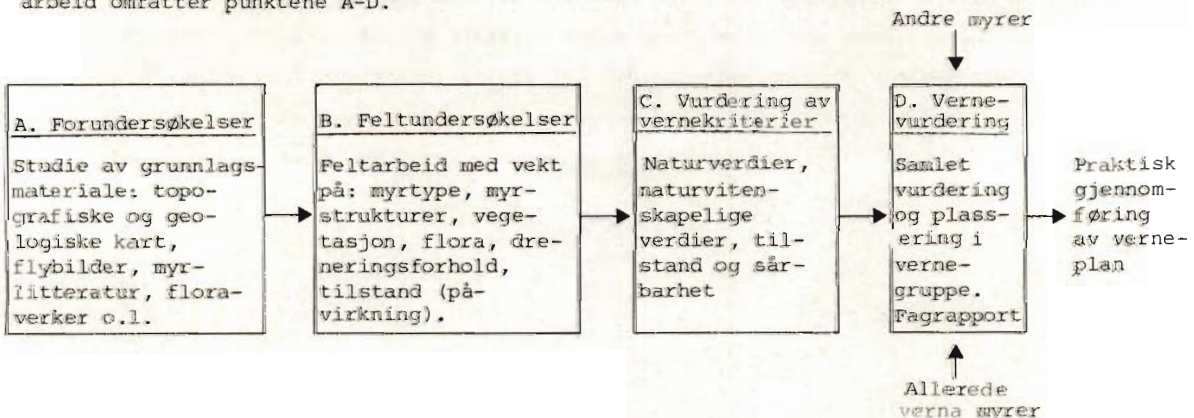 arbeid omfatter punktene A-D.
Andre myrer
A. Forundersøkelser
Studie av grunnlags-
materiale: topo-
grafiske og geo-
logiske kart,
flybilder, myr-
litteratur, flora-
verker o.l.
B. Feltundersøkelser
Feltarbeid med vekt
på: myrtype, myr-
strukturer, vege-
tasjon, flora, dre-
neringsforhold,
tilstand (på-
virkning).
C. Vurdering av
vernekriterier
Naturverdier,
naturviten-
skapelige
verdier, til-
stand og sår-
barhet
D. Verne-
vurdering
Samlet
vurdering
og plass-
ering i
verne-
gruppe.
Fagrapport
Praktisk
gjennom-
føring
av verne-
plan
Allerede
verna myrer